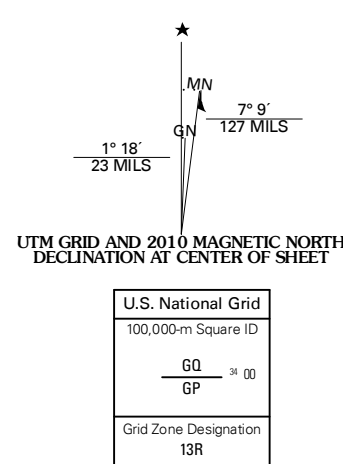 ★
MN
GN
7° 9´
127 MILS
1° 18´
23 MILS
UTM GRID AND 2010 MAGNETIC NORTH
DECLINATION AT CENTER OF SHEET
U.S. National Grid
100,000-m Square ID
GQ
34 00
GP
Grid Zone Designation
13R